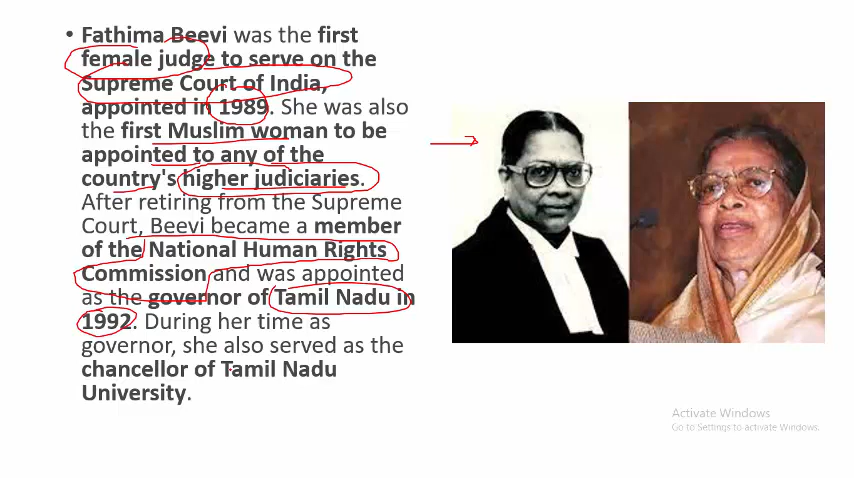 • Fathima Beevi was the first
female judge to serve on the
Supreme Court of India,
appointed in 1989. She was also
the first Muslim woman to be
appointed to any of the
country's higher judiciaries.
After retiring from the Supreme
Court, Beevi became a member
of the National Human Rights
Commission and was appointed
as the governor of Tamil Nadu in
1992. During her time as
governor, she also served as the
chancellor of Tamil Nadu
University.
Activate Windows
Go to Settings to activate Windows.